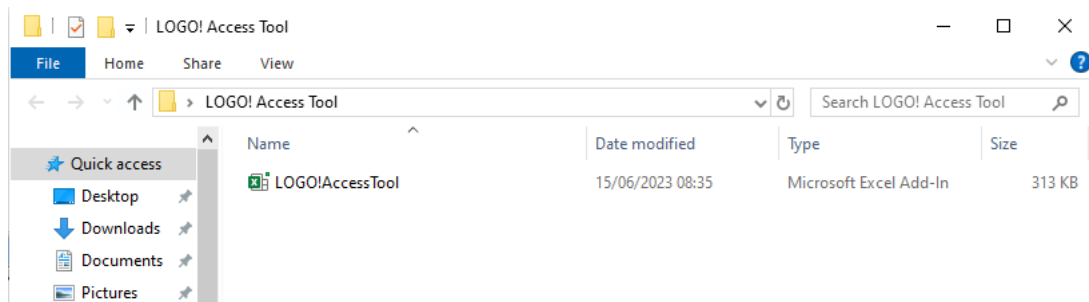 LOGO! Access Tool
File Home Share View
LOGO! Access Tool Search LOGO! Access Tool
Name Date modified Type Size
Quick access
LOGO!AccessTool 15/06/2023 08:35 Microsoft Excel Add-In 313 KB
Desktop
Downloads
Documents
Pictures